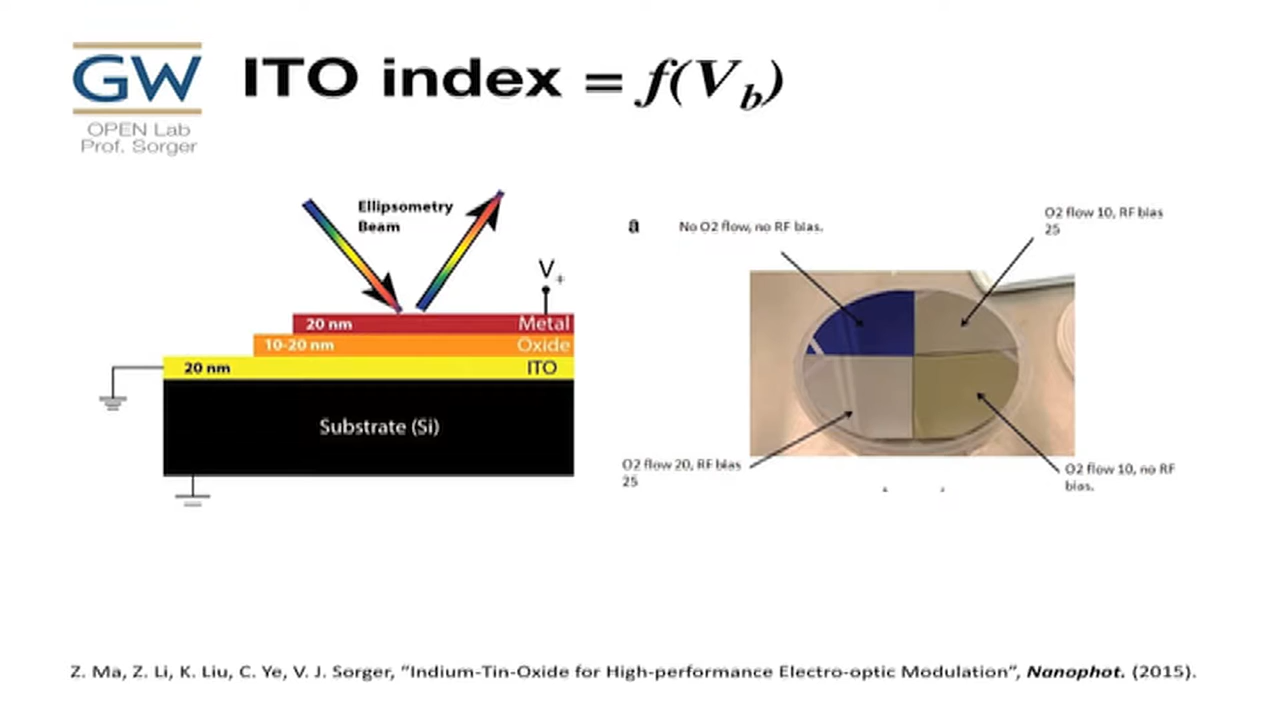 GW
OPEN Lab
Prof. Sorger
ITO index = f(V_b)
Ellipsometry
Beam
V+
20 nm Metal
10-20 nm Oxide
20 nm ITO
Substrate (Si)
a
No O2 flow, no RF bias.
O2 flow 10, RF bias
25
O2 flow 20, RF bias
25
O2 flow 10, no RF
bias.
Z. Ma, Z. Li, K. Liu, C. Ye, V. J. Sorger, “Indium-Tin-Oxide for High-performance Electro-optic Modulation”, Nanophot. (2015).